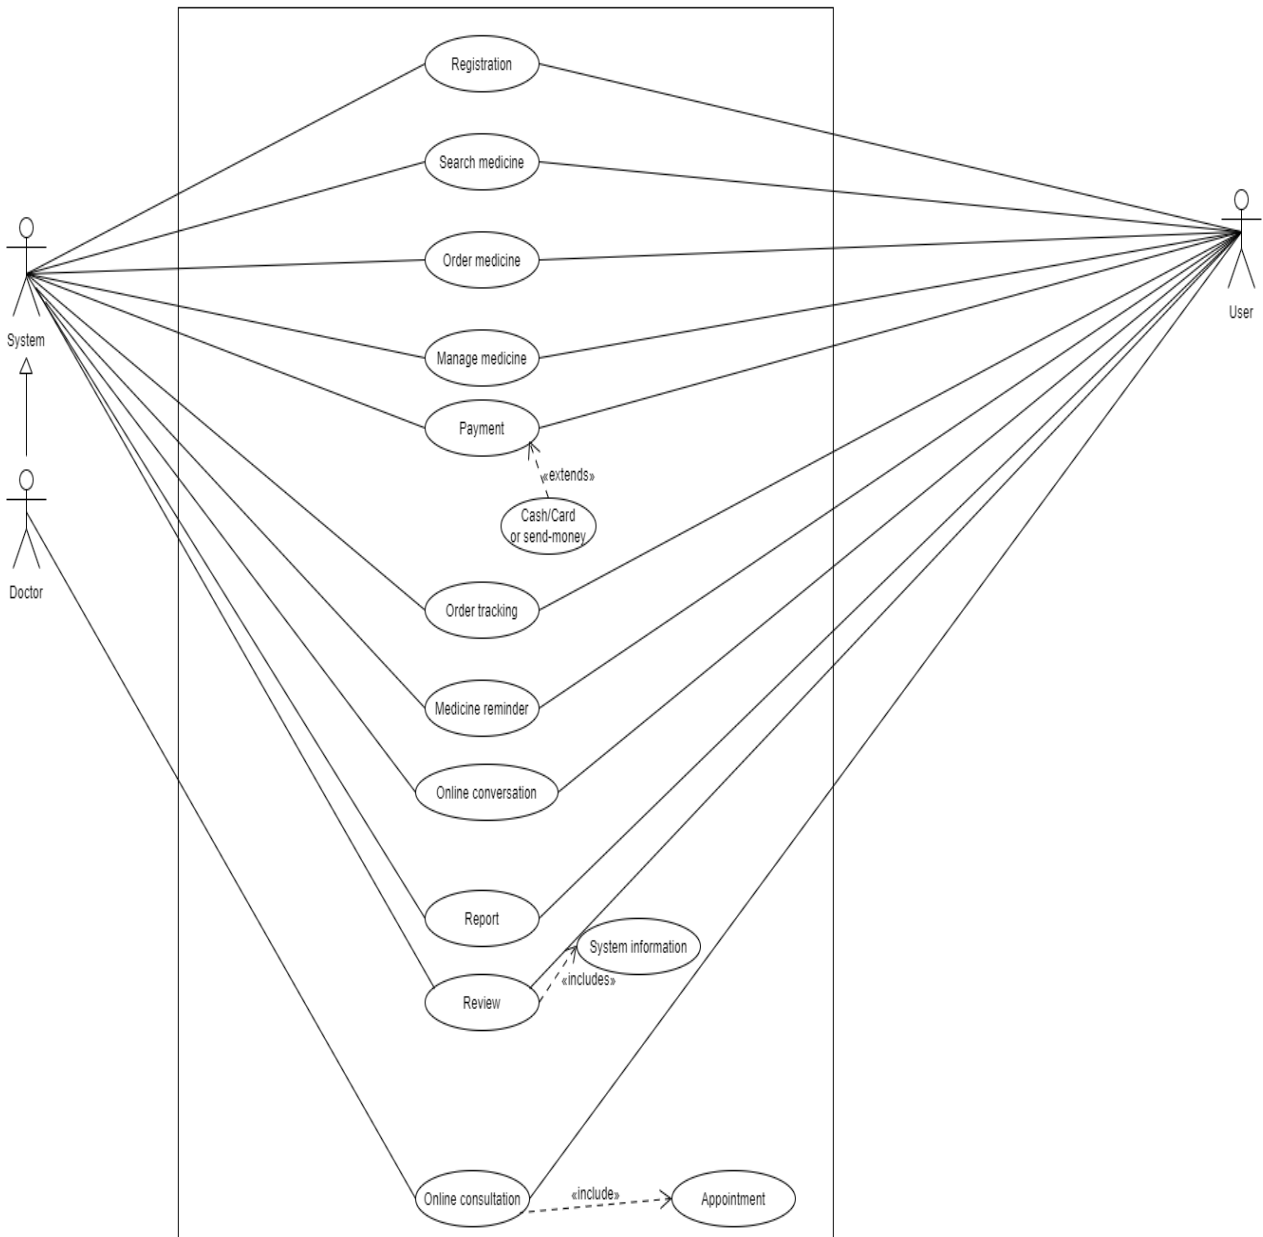 Registration
Search medicine
Order medicine
User
System
Manage medicine
Payment
«extends»
Cash/Card
or send-money
Doctor
Order tracking
Medicine reminder
Online conversation
Report
System information
«includes»
Review
Online consultation
«include»
Appointment